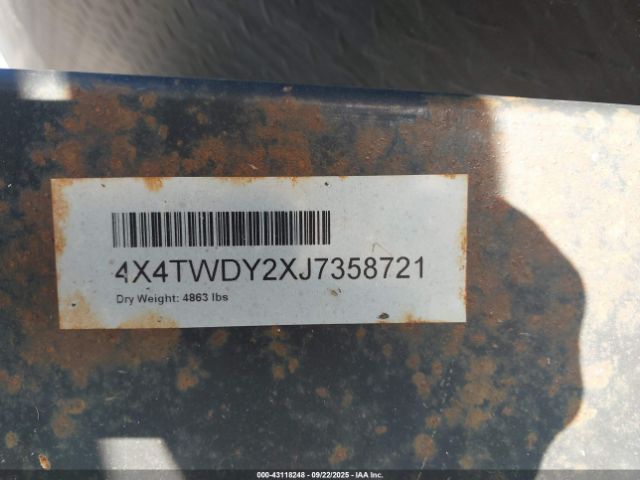 4X4TWDY2XJ7358721
Dry Weight: 4863 lbs
000-43118248 - 09/22/2025 - © IAA Inc.